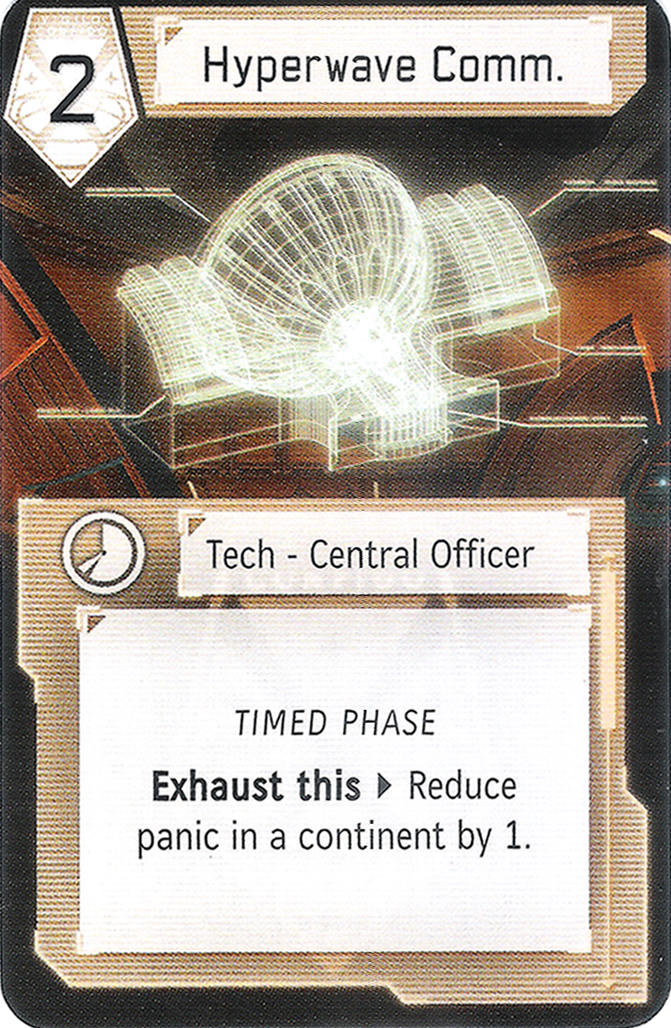 2
Hyperwave Comm.
Tech - Central Officer
TIMED PHASE
Exhaust this ▸ Reduce
panic in a continent by 1.